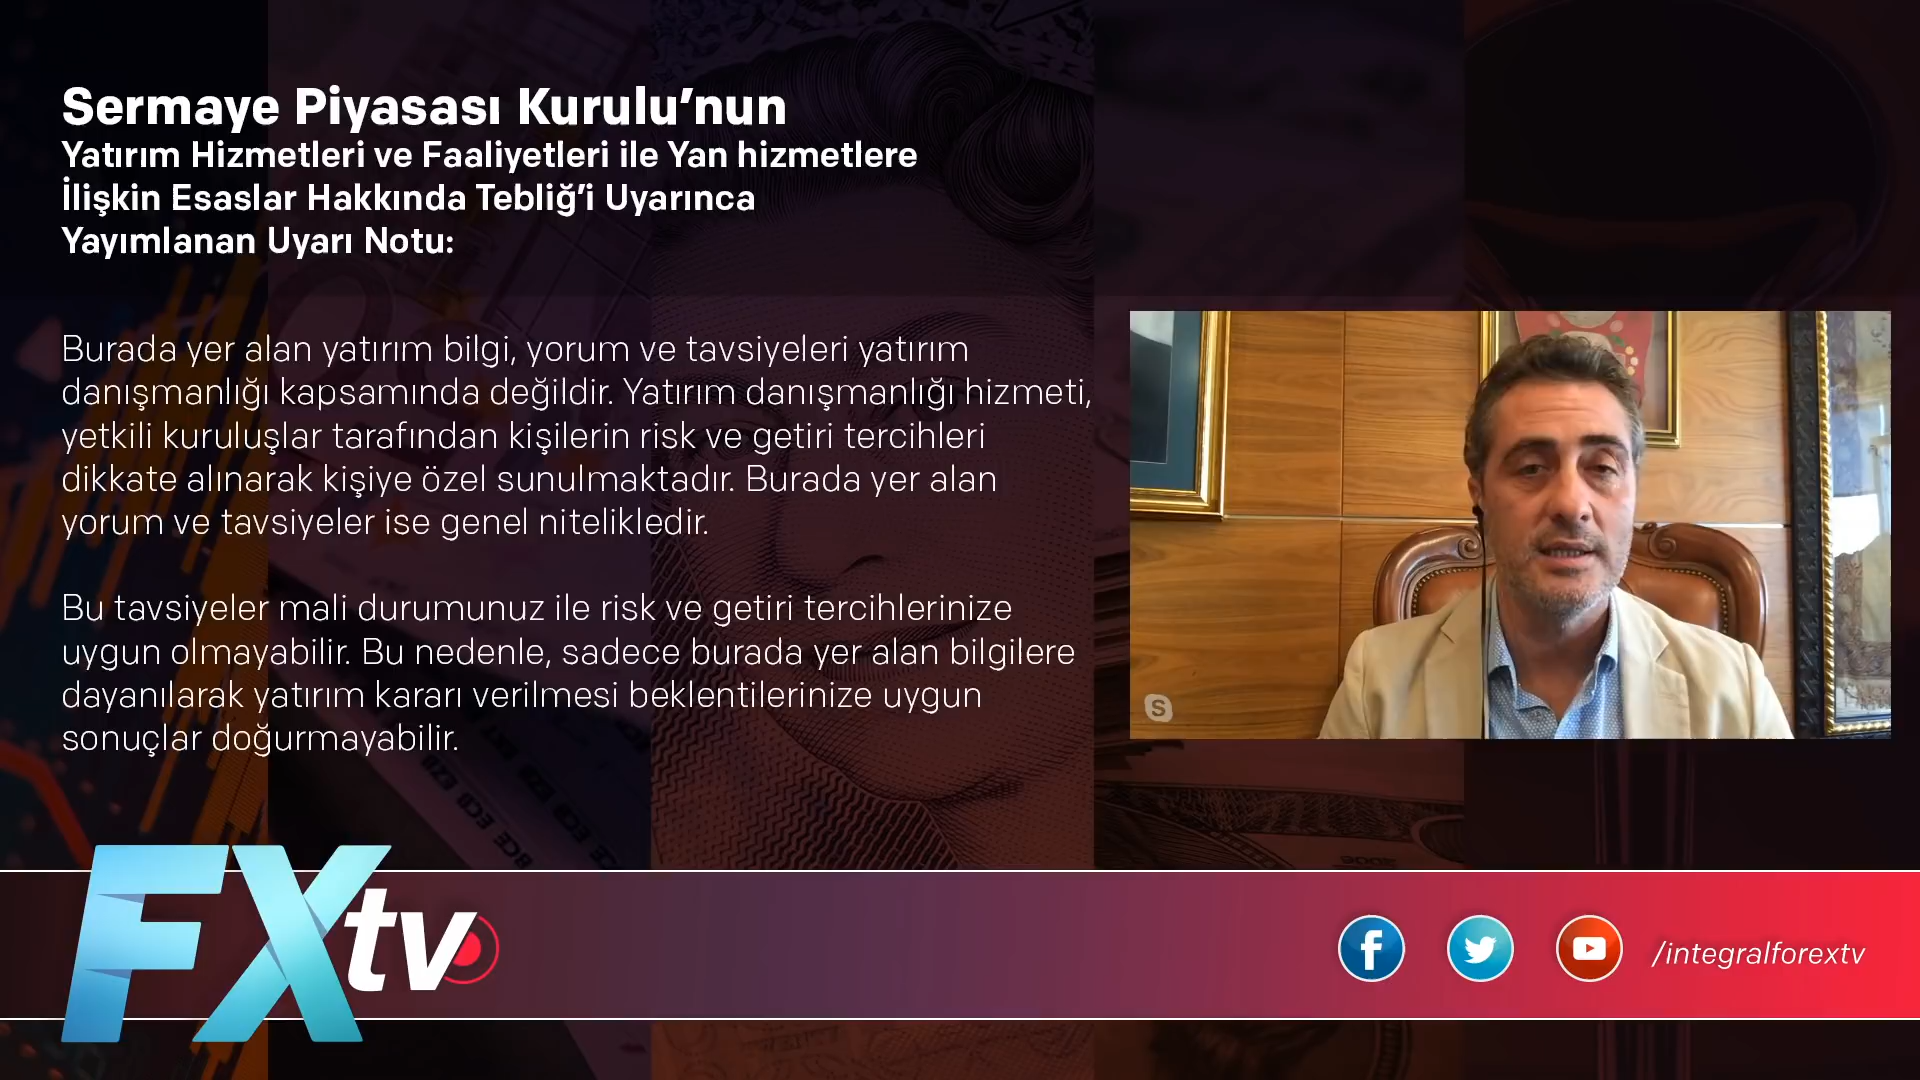 Sermaye Piyasası Kurulu’nun
Yatırım Hizmetleri ve Faaliyetleri ile Yan hizmetlere
İlişkin Esaslar Hakkında Tebliğ’i Uyarınca
Yayımlanan Uyarı Notu:
Burada yer alan yatırım bilgi, yorum ve tavsiyeleri yatırım
danışmanlığı kapsamında değildir. Yatırım danışmanlığı hizmeti,
yetkili kuruluşlar tarafından kişilerin risk ve getiri tercihleri
dikkate alınarak kişiye özel sunulmaktadır. Burada yer alan
yorum ve tavsiyeler ise genel nitelikledir.
Bu tavsiyeler mali durumunuz ile risk ve getiri tercihlerinize
uygun olmayabilir. Bu nedenle, sadece burada yer alan bilgilere
dayanılarak yatırım kararı verilmesi beklentilerinize uygun
sonuçlar doğurmayabilir.
S
FXtv
/integralforextv